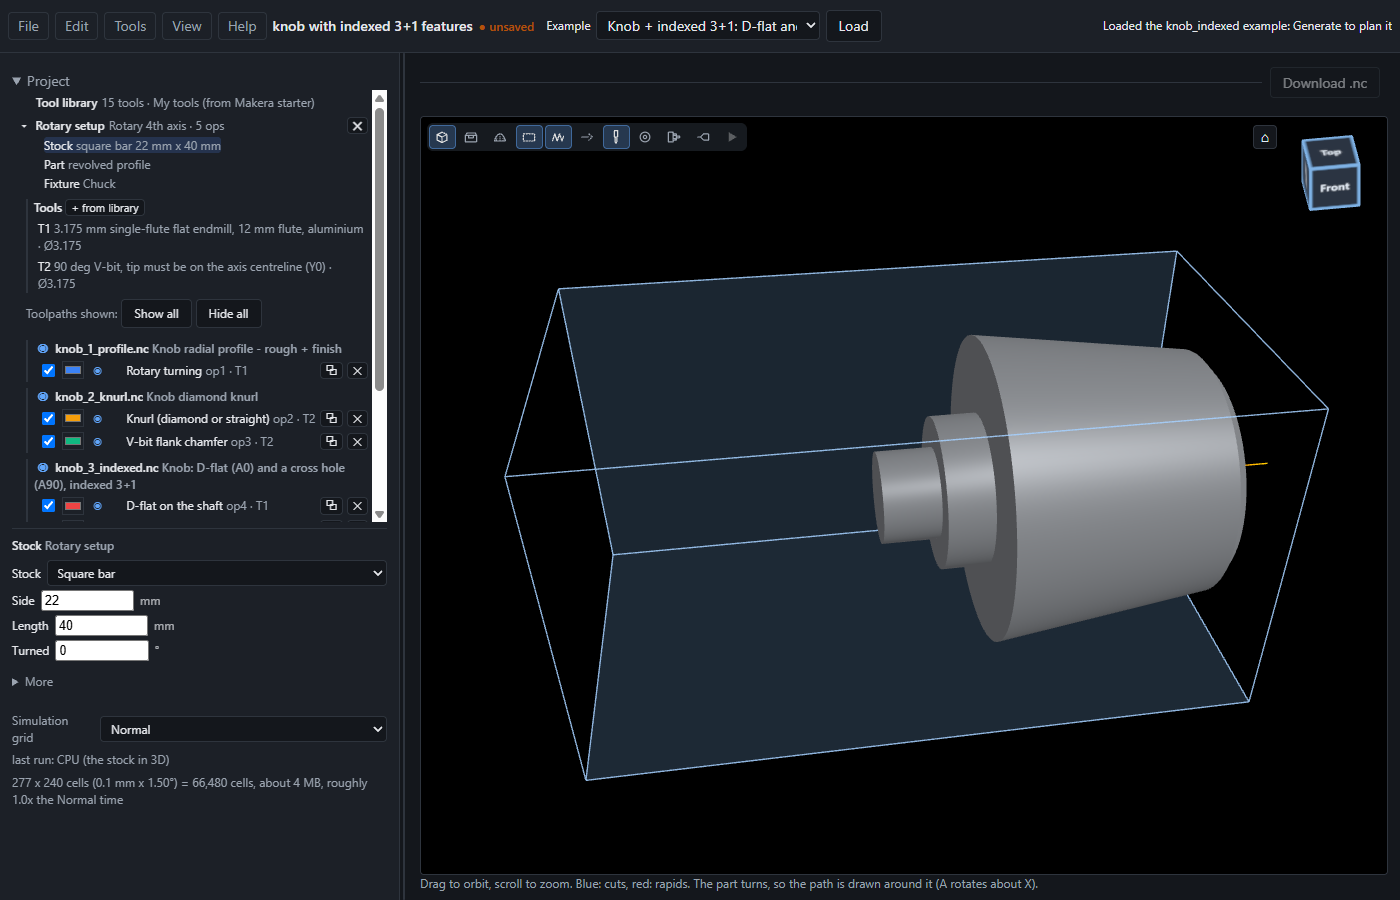 File Edit Tools View Help knob with indexed 3+1 features • unsaved Example Knob + indexed 3+1: D-flat an Load Loaded the knob_indexed example: Generate to plan it
Project
Tool library 15 tools · My tools (from Makera starter)
Rotary setup Rotary 4th axis · 5 ops
Stock square bar 22 mm x 40 mm
Part revolved profile
Fixture Chuck
Tools + from library
T1 3.175 mm single-flute flat endmill, 12 mm flute, aluminium
· Ø3.175
T2 90 deg V-bit, tip must be on the axis centreline (Y0) ·
Ø3.175
Toolpaths shown: Show all Hide all
knob_1_profile.nc Knob radial profile - rough + finish
Rotary turning op1 · T1
knob_2_knurl.nc Knob diamond knurl
Knurl (diamond or straight) op2 · T2
V-bit flank chamfer op3 · T2
knob_3_indexed.nc Knob: D-flat (A0) and a cross hole
(A90), indexed 3+1
D-flat on the shaft op4 · T1
Stock Rotary setup
Stock Square bar
Side 22 mm
Length 40 mm
Turned 0 °
More
Simulation
grid Normal
last run: CPU (the stock in 3D)
277 x 240 cells (0.1 mm x 1.50°) = 66,480 cells, about 4 MB, roughly
1.0x the Normal time
Download .nc
Top
Front
Drag to orbit, scroll to zoom. Blue: cuts, red: rapids. The part turns, so the path is drawn around it (A rotates about X).